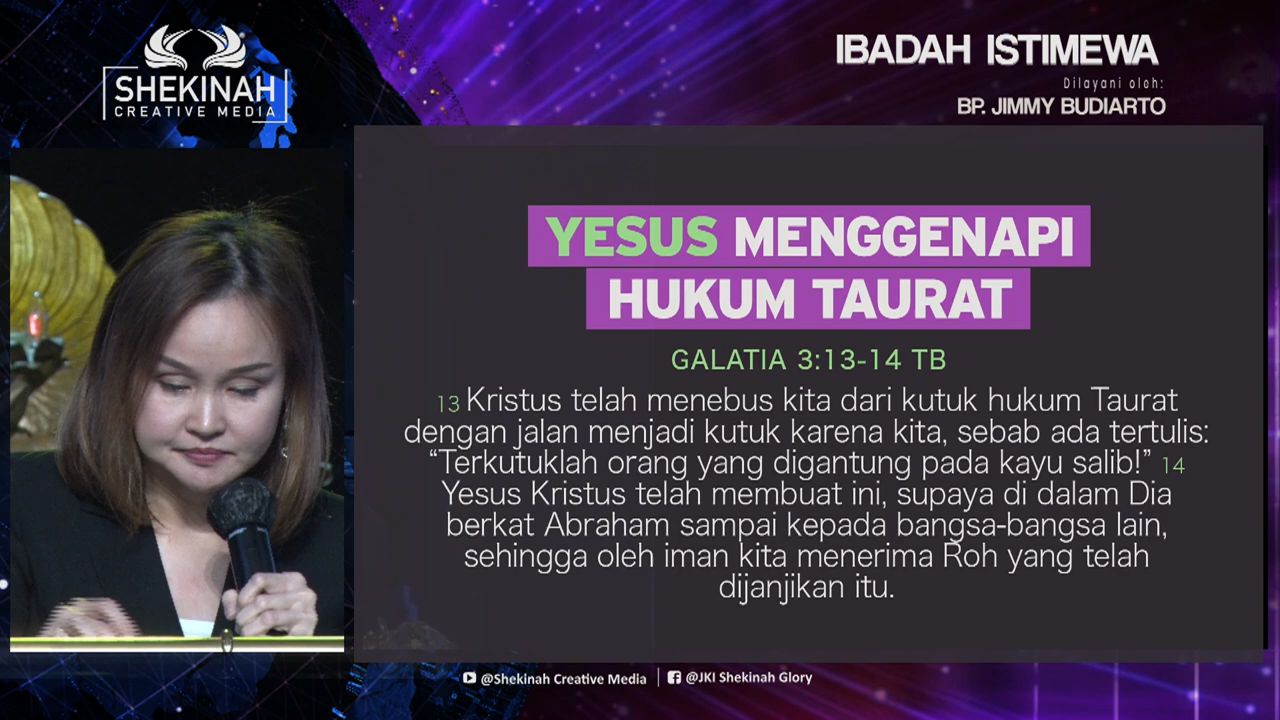 SHEKINAH
CREATIVE MEDIA
IBADAH ISTIMEWA
Dilayani oleh:
BP. JIMMY BUDIARTO
YESUS MENGGENAPI
HUKUM TAURAT
GALATIA 3:13-14 TB
13 Kristus telah menebus kita dari kutuk hukum Taurat
dengan jalan menjadi kutuk karena kita, sebab ada tertulis:
“Terkutuklah orang yang digantung pada kayu salib!” 14
Yesus Kristus telah membuat ini, supaya di dalam Dia
berkat Abraham sampai kepada bangsa-bangsa lain,
sehingga oleh iman kita menerima Roh yang telah
dijanjikan itu.
@Shekinah Creative Media | @JKI Shekinah Glory